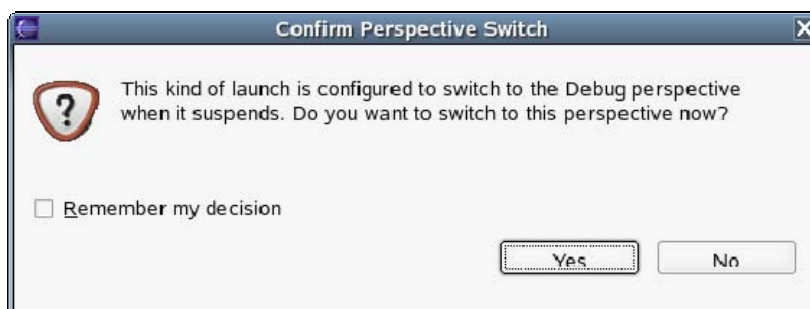 Confirm Perspective Switch
This kind of launch is configured to switch to the Debug perspective
when it suspends. Do you want to switch to this perspective now?
Remember my decision
Yes
No